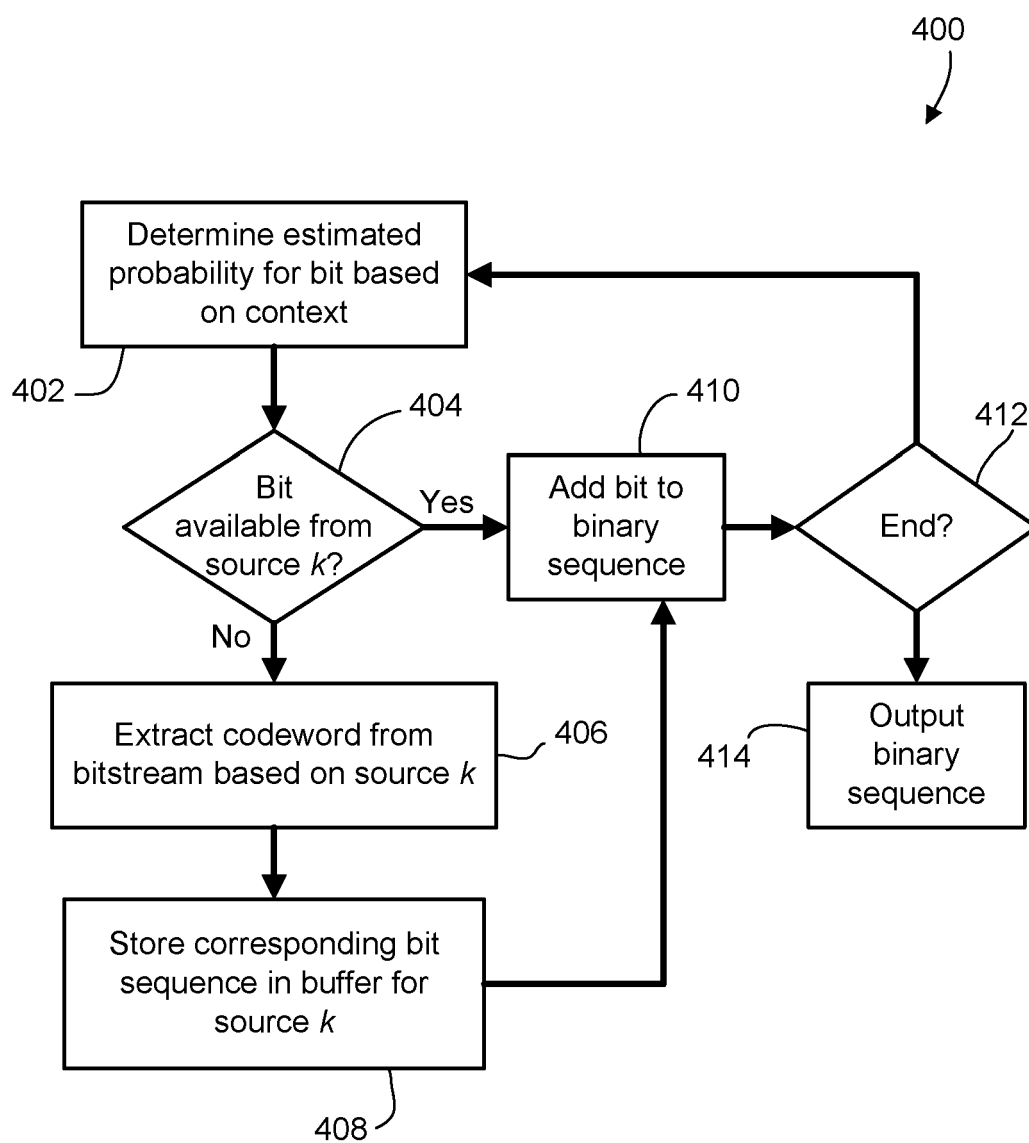 400
Determine estimated
probability for bit based
on context
402
404
Bit
available from
source k?
Yes
No
410
Add bit to
binary
sequence
412
End?
Extract codeword from
bitstream based on source k
406
Output
binary
sequence
414
Store corresponding bit
sequence in buffer for
source k
408